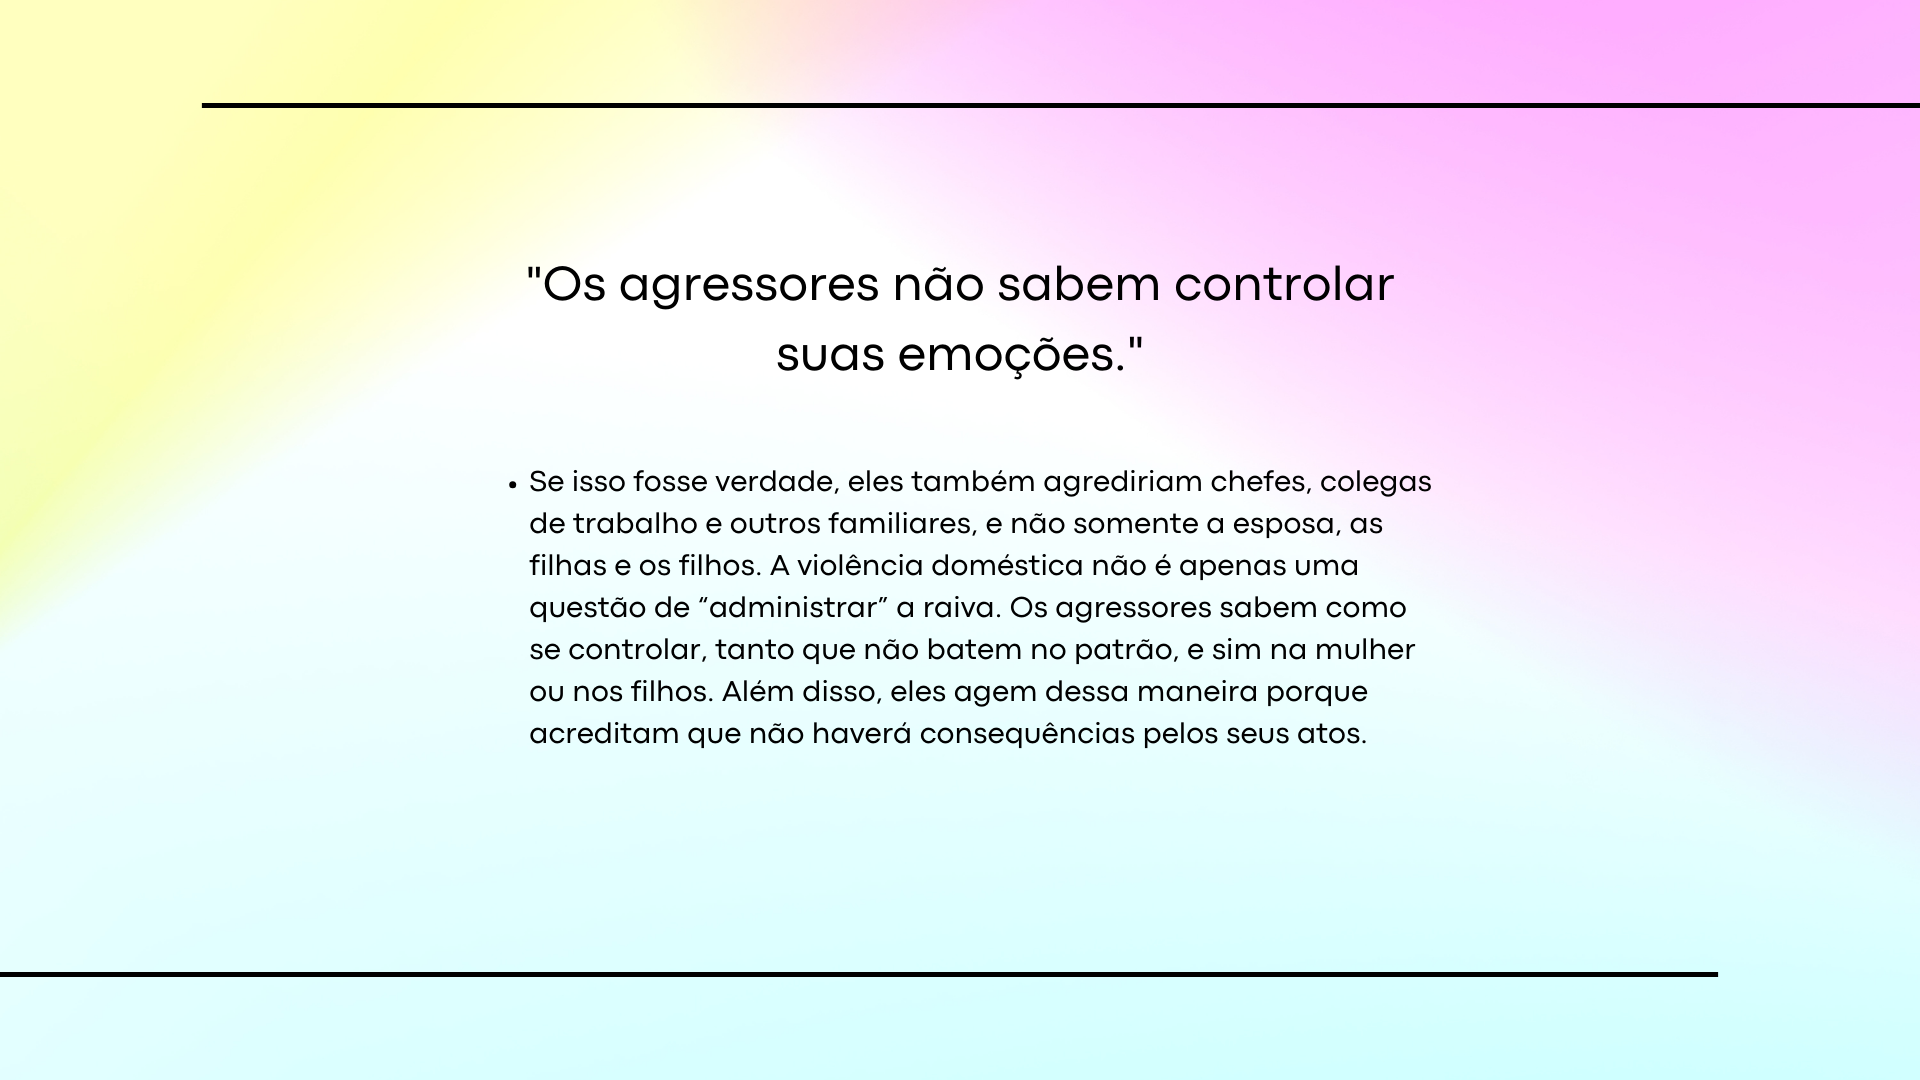 "Os agressores não sabem controlar
suas emoções."
• Se isso fosse verdade, eles também agrediriam chefes, colegas
de trabalho e outros familiares, e não somente a esposa, as
filhas e os filhos. A violência doméstica não é apenas uma
questão de “administrar” a raiva. Os agressores sabem como
se controlar, tanto que não batem no patrão, e sim na mulher
ou nos filhos. Além disso, eles agem dessa maneira porque
acreditam que não haverá consequências pelos seus atos.